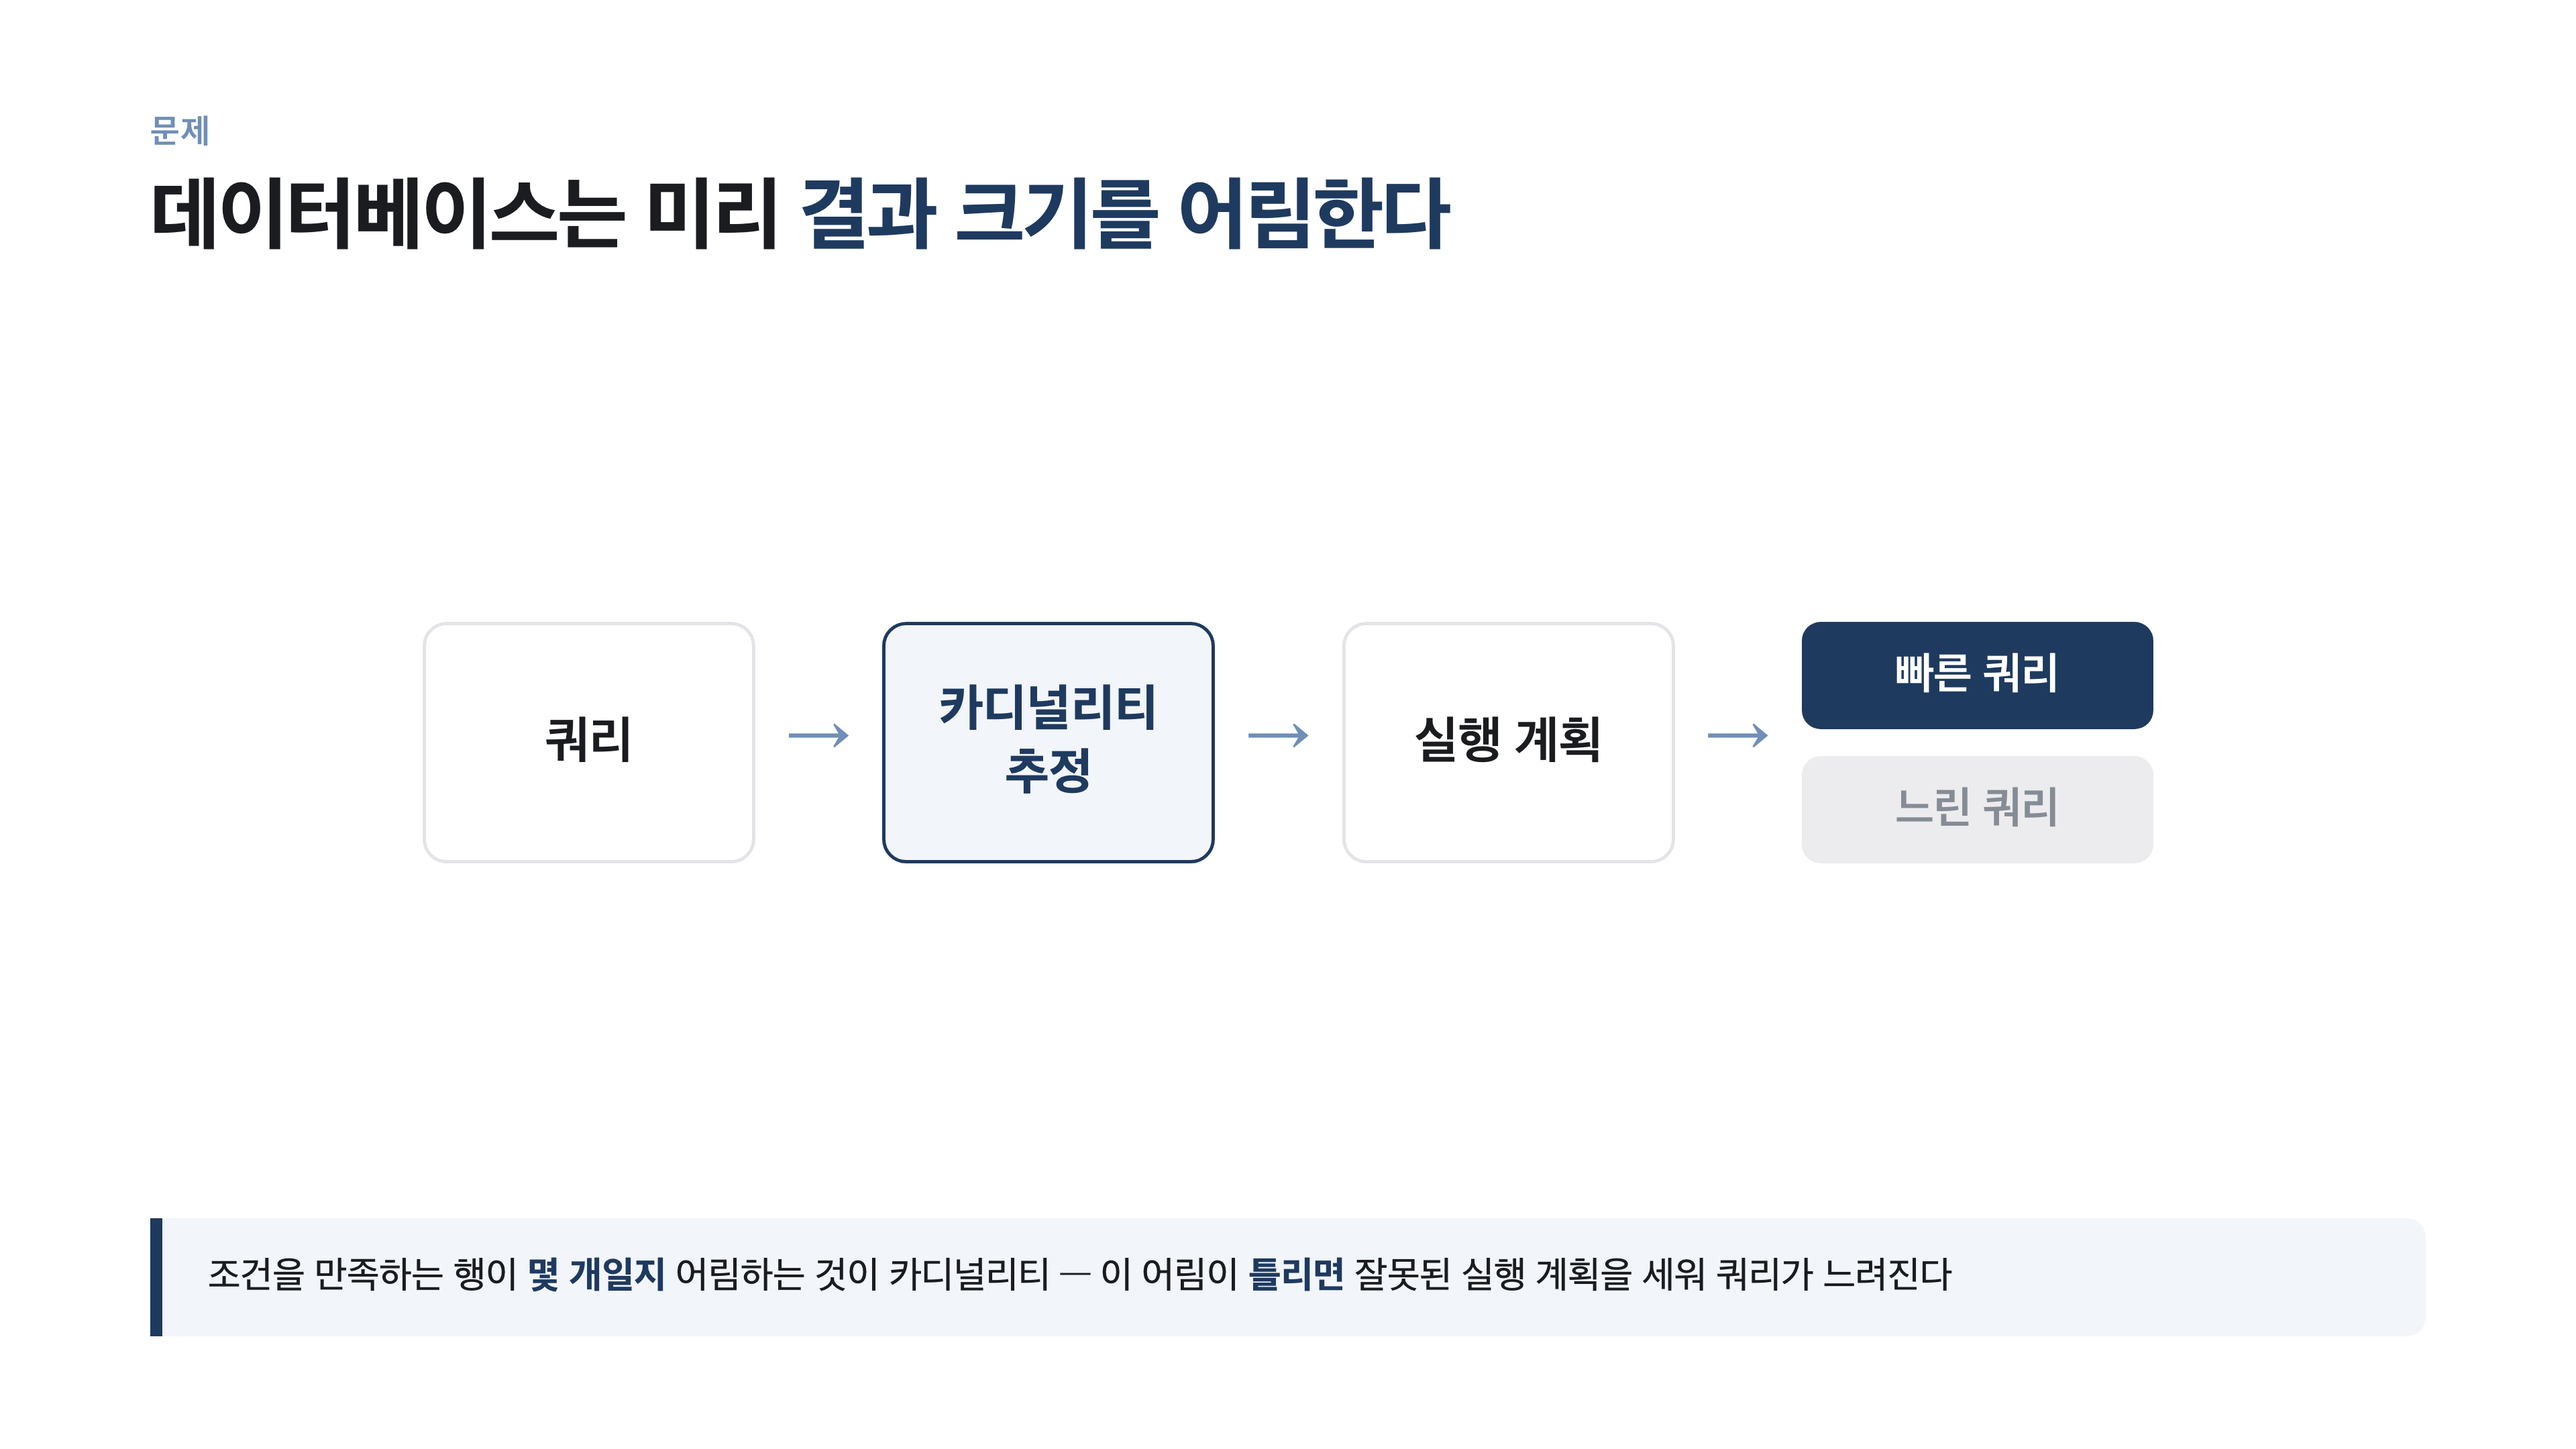 문제
데이터베이스는 미리 결과 크기를 어림한다
쿼리
→
카디널리티
추정
→
실행 계획
→
빠른 쿼리
느린 쿼리
조건을 만족하는 행이 몇 개일지 어림하는 것이 카디널리티 — 이 어림이 틀리면 잘못된 실행 계획을 세워 쿼리가 느려진다